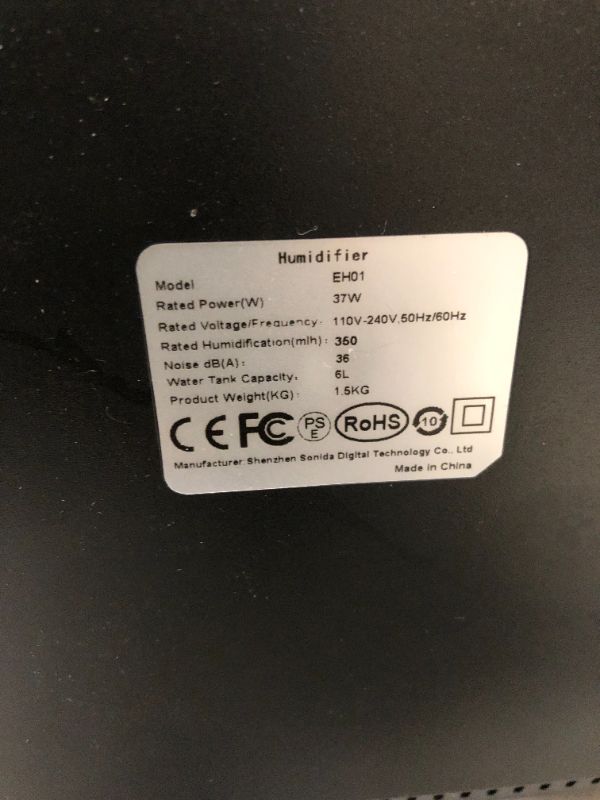 Humidifier
Model EH01
Rated Power(W) 37W
Rated Voltage/Frequency: 110V-240V,50Hz/60Hz
Rated Humidification(mlh): 350
Noise dB(A): 36
Water Tank Capacity: 6L
Product Weight(KG): 1.5KG
CE FC PS E RoHS 10
Manufacturer Shenzhen Sonida Digital Technology Co., Ltd
Made in China